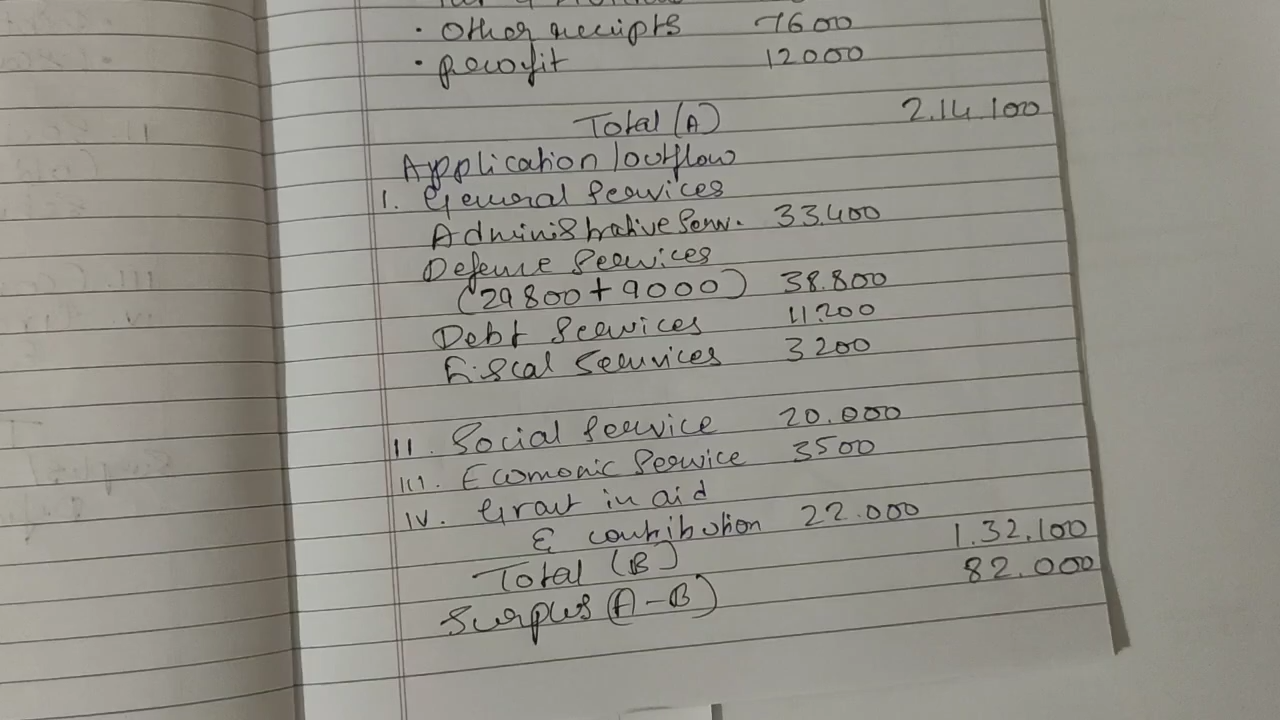 • Other receipts 7600
• profit 12000
Total (A) 2,14,100
Application/outflow
I. General Services
Administrative Serv. 33,400
Defense Services
(29800+9000) 38,800
Debt Services 11200
Fiscal Services 3200
II. Social Service 20,000
III. Economic Service 3500
IV. Grant in aid
& contribution 22,000
Total (B) 1,32,100
Surplus (A-B) 82,000